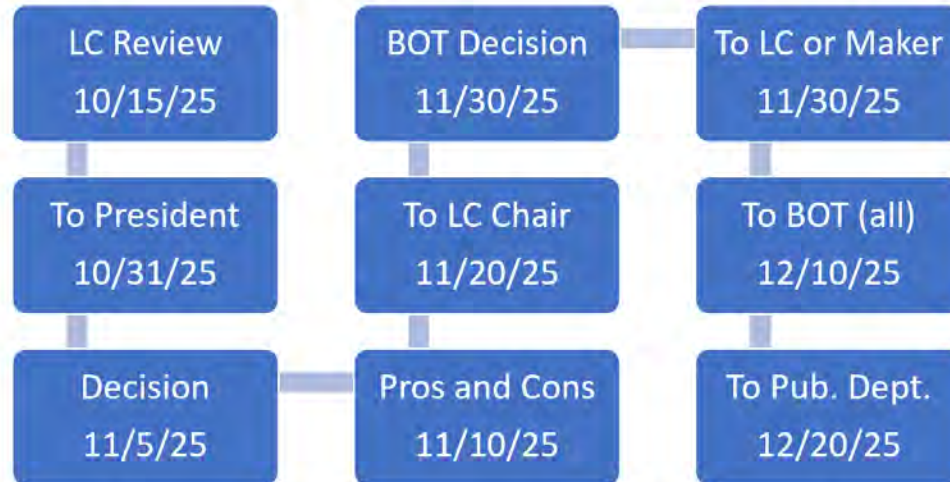 LC Review
10/15/25
To President
10/31/25
Decision
11/5/25
Pros and Cons
11/10/25
To LC Chair
11/20/25
BOT Decision
11/30/25
To LC or Maker
11/30/25
To BOT (all)
12/10/25
To Pub. Dept.
12/20/25